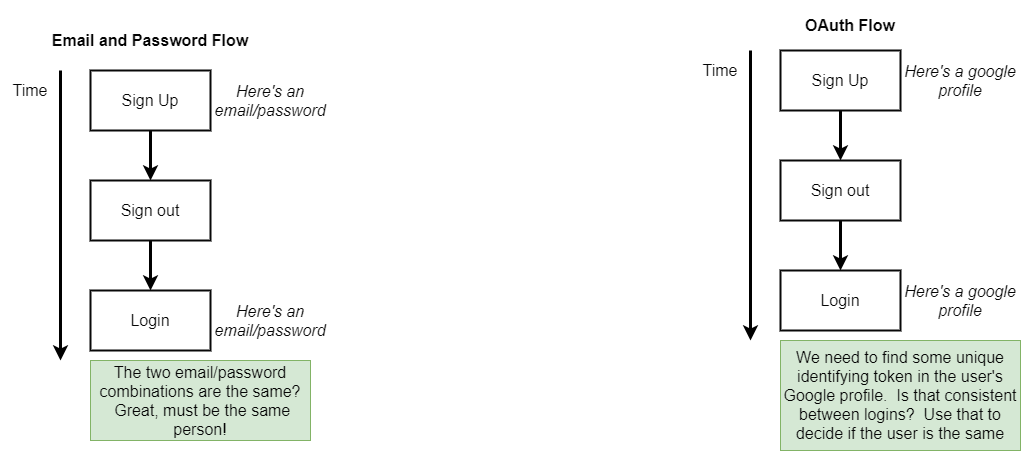 Email and Password Flow
Time
Sign Up
Here's an
email/password
Sign out
Login
Here's an
email/password
The two email/password
combinations are the same?
Great, must be the same
person!
OAuth Flow
Time
Sign Up
Here's a google
profile
Sign out
Login
Here's a google
profile
We need to find some unique
identifying token in the user's
Google profile. Is that consistent
between logins? Use that to
decide if the user is the same